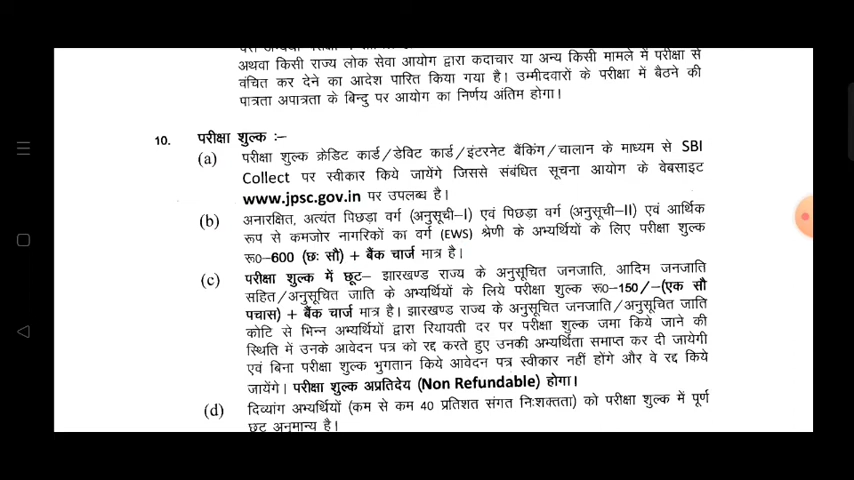 अथवा किसी राज्य लोक सेवा आयोग द्वारा कदाचार या अन्य किसी मामले में परीक्षा से
वंचित कर देने का आदेश पारित किया गया है। उम्मीदवारों के परीक्षा में बैठने की
पात्रता अपात्रता के बिन्दु पर आयोग का निर्णय अंतिम होगा।
10. परीक्षा शुल्क :–
(a) परीक्षा शुल्क क्रेडिट कार्ड/डेविट कार्ड/इंटरनेट बैंकिंग/चालान के माध्यम से SBI
Collect पर स्वीकार किये जायेंगे जिससे संबंधित सूचना आयोग के वेबसाइट
www.jpsc.gov.in पर उपलब्ध है।
(b) अनारक्षित, अत्यंत पिछड़ा वर्ग (अनुसूची-I) एवं पिछड़ा वर्ग (अनुसूची-II) एवं आर्थिक
रूप से कमजोर नागरिकों का वर्ग (EWS) श्रेणी के अभ्यर्थियों के लिए परीक्षा शुल्क
रू0-600 (छः सौ) + बैंक चार्ज मात्र है।
(c) परीक्षा शुल्क में छूट– झारखण्ड राज्य के अनुसूचित जनजाति, आदिम जनजाति
सहित/अनुसूचित जाति के अभ्यर्थियों के लिये परीक्षा शुल्क रू0-150/-(एक सौ
पचास) + बैंक चार्ज मात्र है। झारखण्ड राज्य के अनुसूचित जनजाति/अनुसूचित जाति
कोटि से भिन्न अभ्यर्थियों द्वारा रियायती दर पर परीक्षा शुल्क जमा किये जाने की
स्थिति में उनके आवेदन पत्र को रद्द करते हुए उनकी अभ्यर्थिता समाप्त कर दी जायेगी
एवं बिना परीक्षा शुल्क भुगतान किये आवेदन पत्र स्वीकार नहीं होंगे और वे रद्द किये
जायेंगे। परीक्षा शुल्क अप्रतिदेय (Non Refundable) होगा।
(d) दिव्यांग अभ्यर्थियों (कम से कम 40 प्रतिशत संगत निःशक्तता) को परीक्षा शुल्क में पूर्ण
छूट अनुमान्य है।